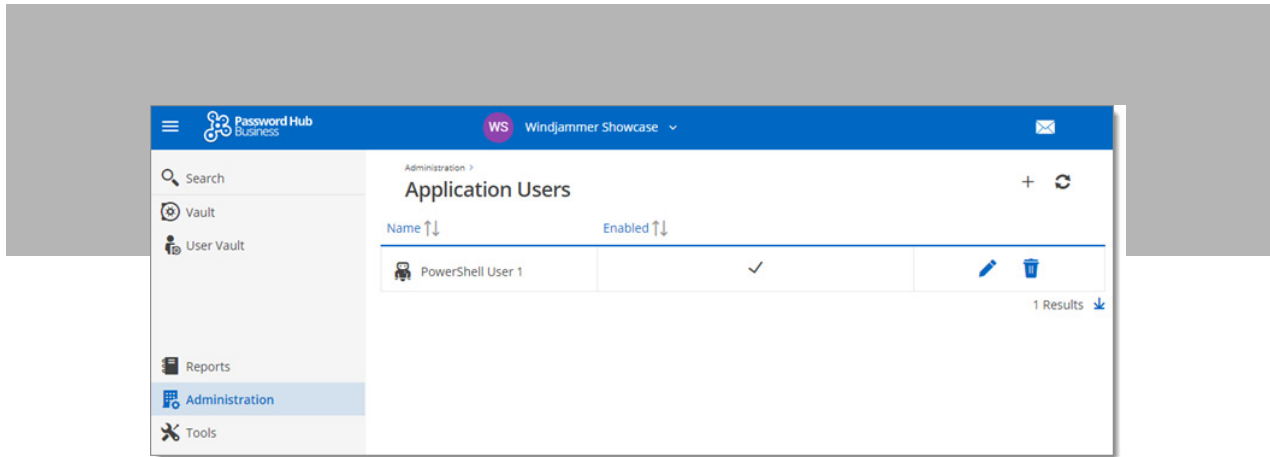 Password Hub
Business
WS Windjammer Showcase
Search
Vault
User Vault
Reports
Administration
Tools
Administration >
Application Users
Name Enabled
PowerShell User 1
1 Results